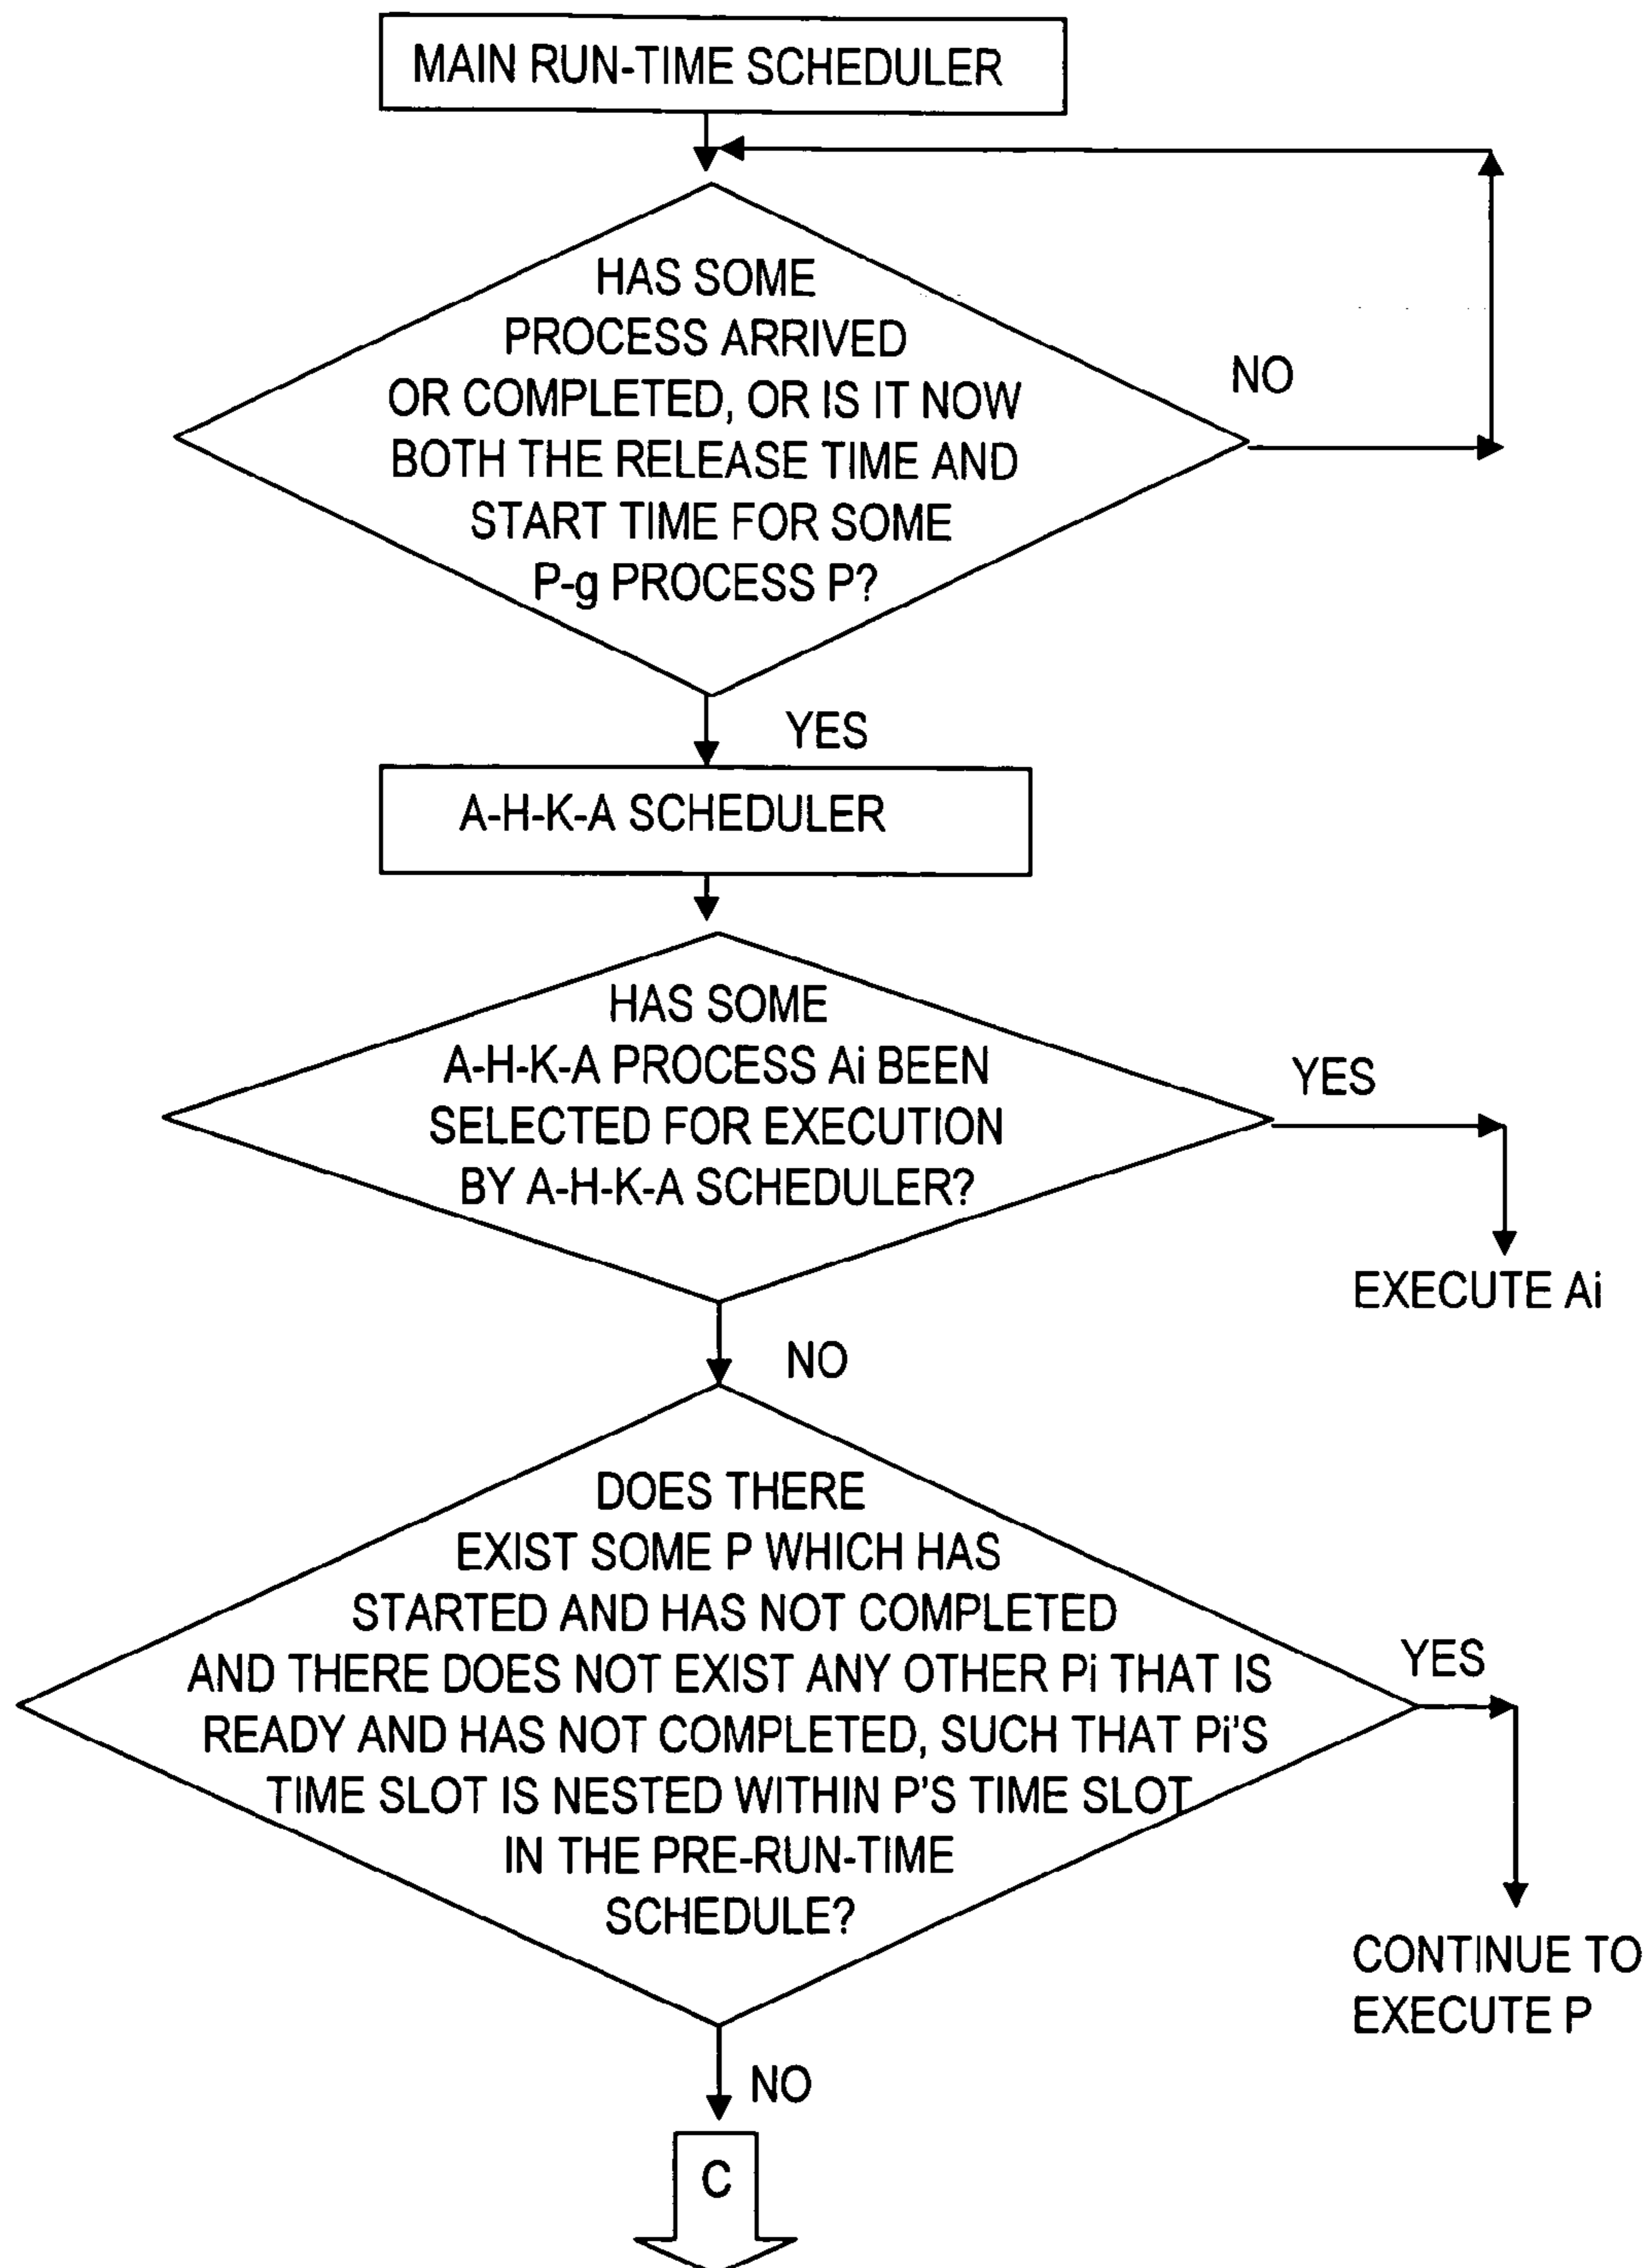 MAIN RUN-TIME SCHEDULER
HAS SOME
PROCESS ARRIVED
OR COMPLETED, OR IS IT NOW
BOTH THE RELEASE TIME AND
START TIME FOR SOME
P-g PROCESS P?
NO
YES
A-H-K-A SCHEDULER
HAS SOME
A-H-K-A PROCESS Ai BEEN
SELECTED FOR EXECUTION
BY A-H-K-A SCHEDULER?
YES
EXECUTE Ai
NO
DOES THERE
EXIST SOME P WHICH HAS
STARTED AND HAS NOT COMPLETED
AND THERE DOES NOT EXIST ANY OTHER Pi THAT IS
READY AND HAS NOT COMPLETED, SUCH THAT Pi'S
TIME SLOT IS NESTED WITHIN P'S TIME SLOT
IN THE PRE-RUN-TIME
SCHEDULE?
YES
CONTINUE TO
EXECUTE P
NO
C